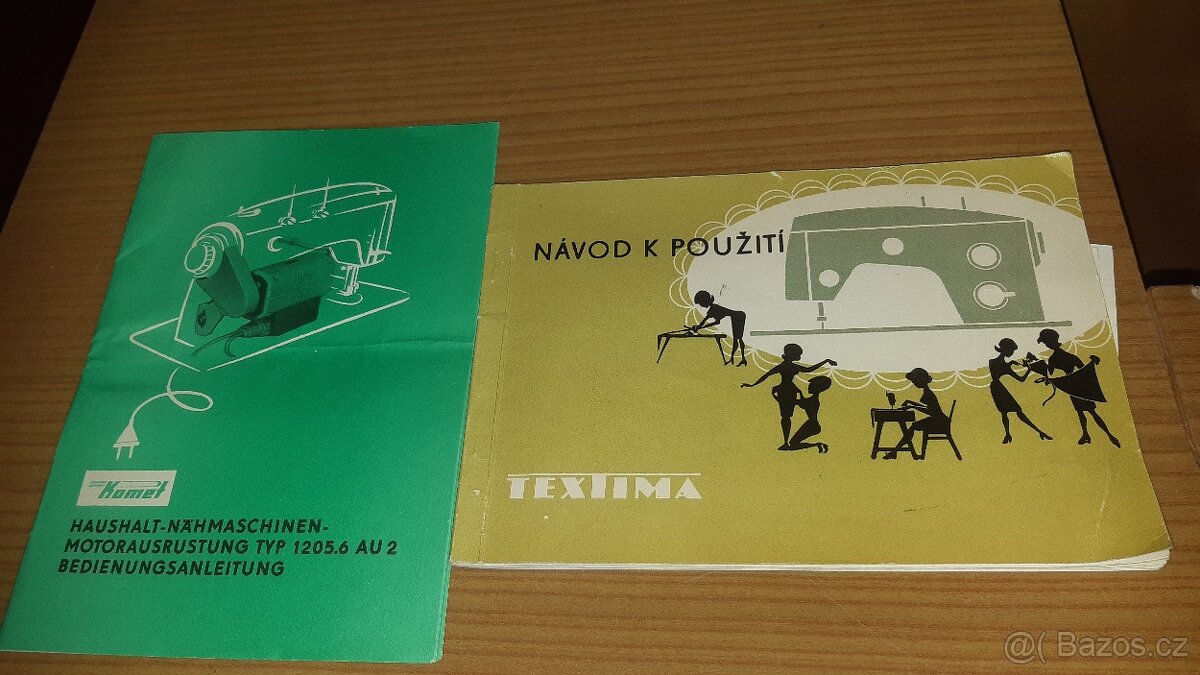 Komet
HAUSHALT-NÄHMASCHINEN-
MOTORAUSRUSTUNG TYP 1205.6 AU 2
BEDIENUNGSANLEITUNG
NÁVOD K POUŽITÍ
TEXTIMA
@( Bazos.cz